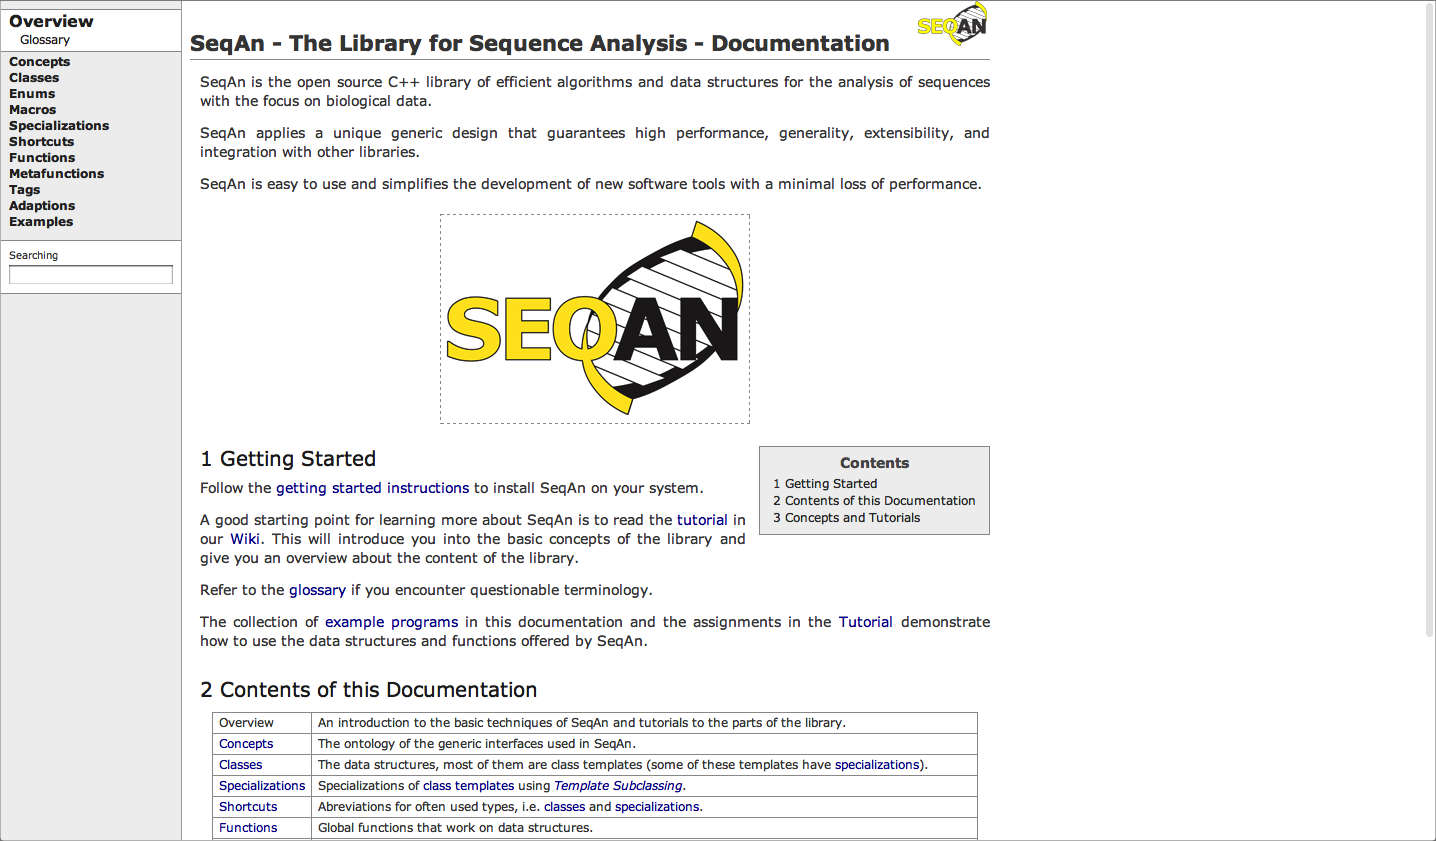 Overview
Glossary
Concepts
Classes
Enums
Macros
Specializations
Shortcuts
Functions
Metafunctions
Tags
Adaptions
Examples
Searching
SEQAN
SeqAn - The Library for Sequence Analysis - Documentation
SeqAn is the open source C++ library of efficient algorithms and data structures for the analysis of sequences
with the focus on biological data.
SeqAn applies a unique generic design that guarantees high performance, generality, extensibility, and
integration with other libraries.
SeqAn is easy to use and simplifies the development of new software tools with a minimal loss of performance.
SEQAN
1 Getting Started
Follow the getting started instructions to install SeqAn on your system.
A good starting point for learning more about SeqAn is to read the tutorial in
our Wiki. This will introduce you into the basic concepts of the library and
give you an overview about the content of the library.
Contents
1 Getting Started
2 Contents of this Documentation
3 Concepts and Tutorials
Refer to the glossary if you encounter questionable terminology.
The collection of example programs in this documentation and the assignments in the Tutorial demonstrate
how to use the data structures and functions offered by SeqAn.
2 Contents of this Documentation
Overview An introduction to the basic techniques of SeqAn and tutorials to the parts of the library.
Concepts The ontology of the generic interfaces used in SeqAn.
Classes The data structures, most of them are class templates (some of these templates have specializations).
Specializations Specializations of class templates using Template Subclassing.
Shortcuts Abreviations for often used types, i.e. classes and specializations.
Functions Global functions that work on data structures.